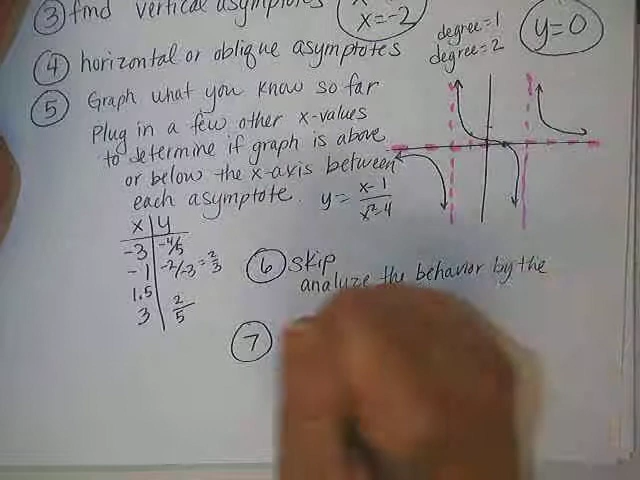 ③ find vertical asymptotes
x=-2
④ horizontal or oblique asymptotes
degree=1
degree=2
y=0
⑤ Graph what you know so far
Plug in a few other x-values
to determine if graph is above
or below the x-axis between
each asymptote. y = x-1/x²-4
x | y
-3 | -4/5
-1 | -2/-3 = 2/3
1.5
3 | 2/5
⑥ skip
analyze the behavior by the
⑦